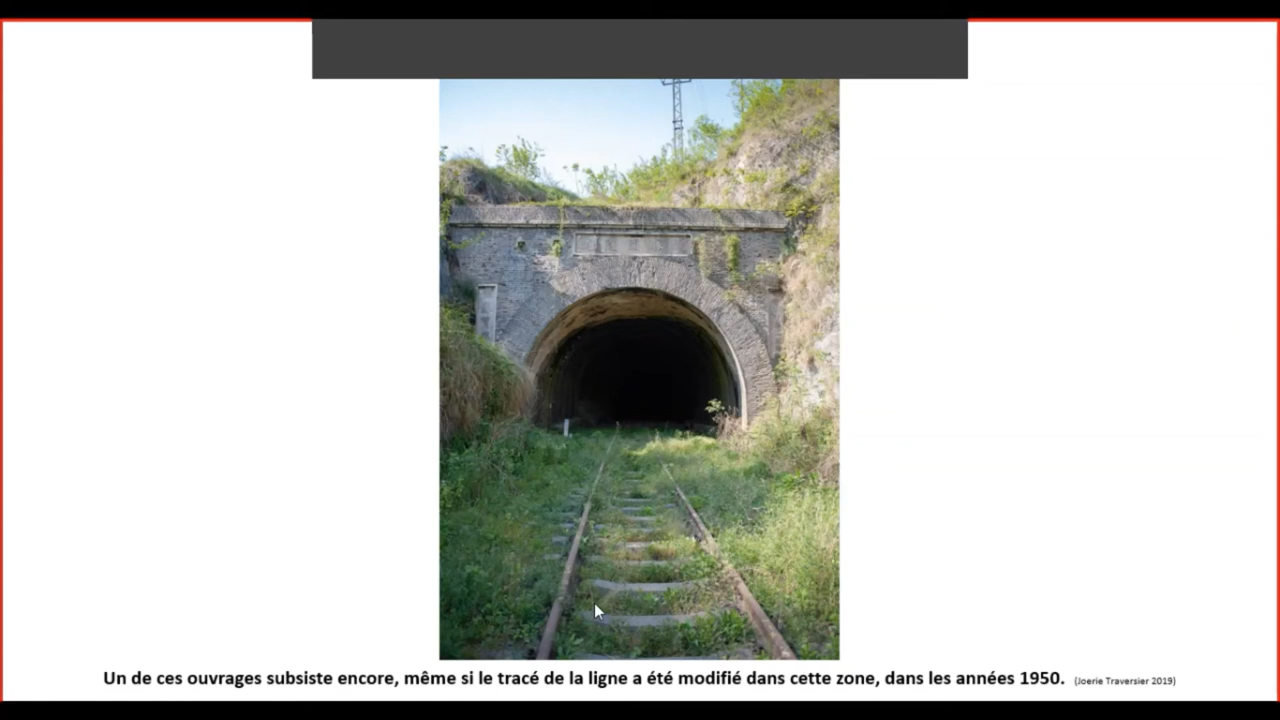 Un de ces ouvrages subsiste encore, même si le tracé de la ligne a été modifié dans cette zone, dans les années 1950. (Joerie Traversier 2019)